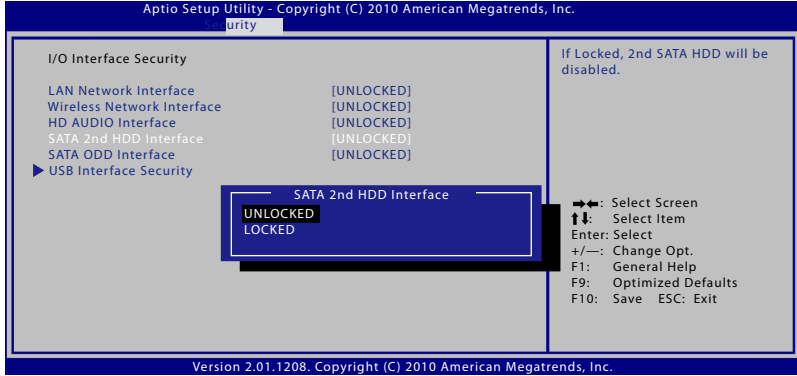 Aptio Setup Utility - Copyright (C) 2010 American Megatrends, Inc.
Security
I/O Interface Security
LAN Network Interface [UNLOCKED]
Wireless Network Interface [UNLOCKED]
HD AUDIO Interface [UNLOCKED]
SATA 2nd HDD Interface [UNLOCKED]
SATA ODD Interface [UNLOCKED]
USB Interface Security
SATA 2nd HDD Interface
UNLOCKED
LOCKED
If Locked, 2nd SATA HDD will be
disabled.
→←: Select Screen
↑↓: Select Item
Enter: Select
+/—: Change Opt.
F1: General Help
F9: Optimized Defaults
F10: Save ESC: Exit
Version 2.01.1208. Copyright (C) 2010 American Megatrends, Inc.